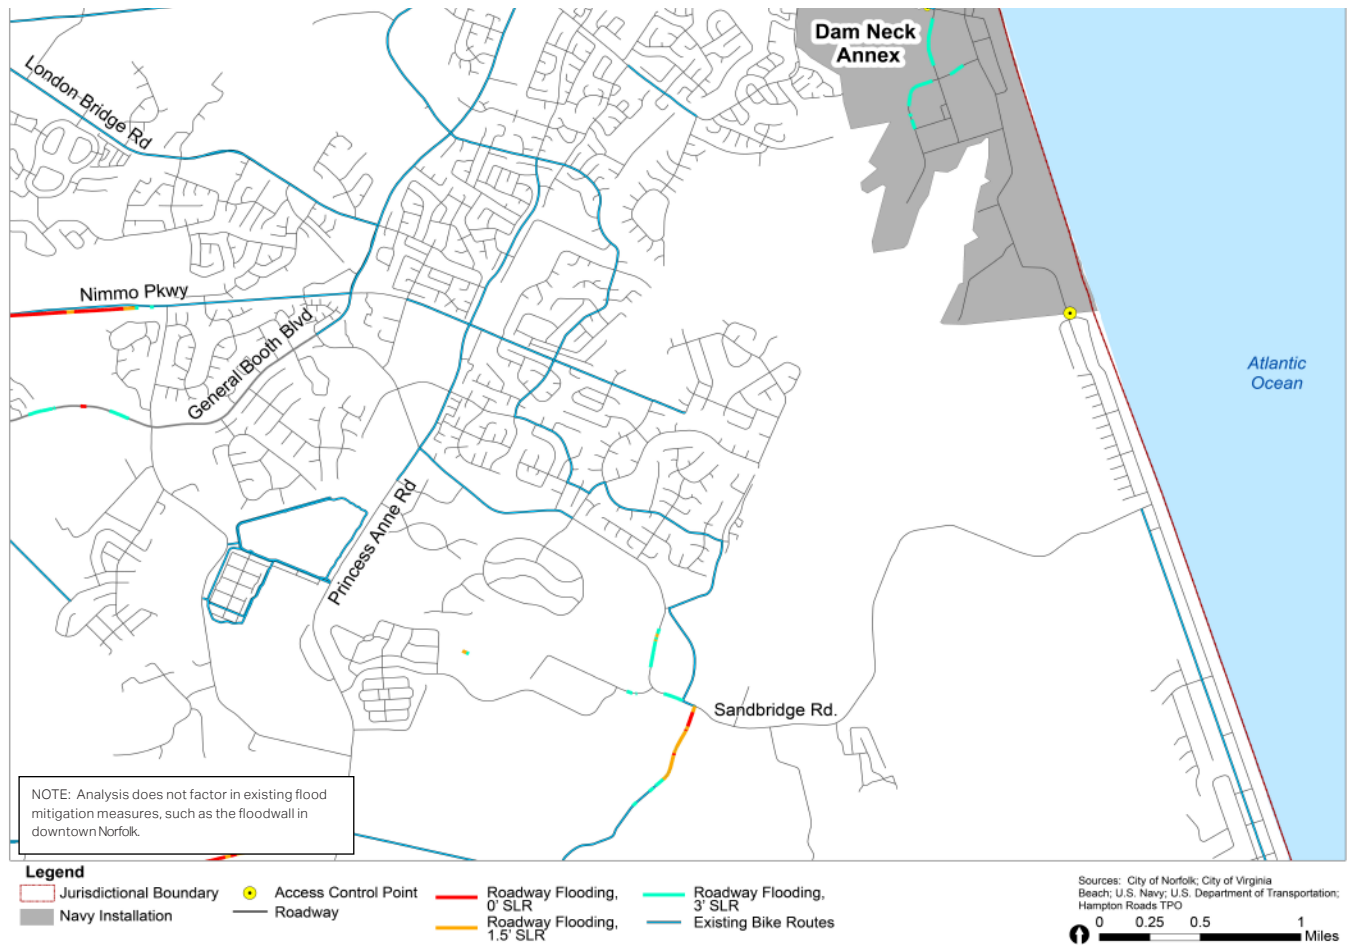 Dam Neck
Annex
London Bridge Rd
Nimmo Pkwy
General Booth Blvd
Atlantic
Ocean
Princess Anne Rd
Sandbridge Rd.
NOTE: Analysis does not factor in existing flood
mitigation measures, such as the floodwall in
downtown Norfolk.
Legend
Jurisdictional Boundary
Navy Installation
Access Control Point
Roadway
Roadway Flooding,
0' SLR
Roadway Flooding,
1.5' SLR
Roadway Flooding,
3' SLR
Existing Bike Routes
Sources: City of Norfolk; City of Virginia
Beach; U.S. Navy; U.S. Department of Transportation;
Hampton Roads TPO
0 0.25 0.5 1
Miles